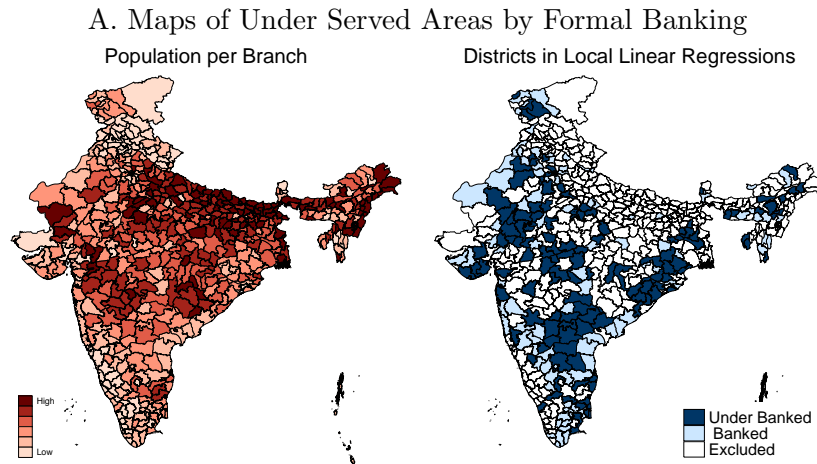 A. Maps of Under Served Areas by Formal Banking
Population per Branch
Districts in Local Linear Regressions
High
Low
Under Banked
Banked
Excluded